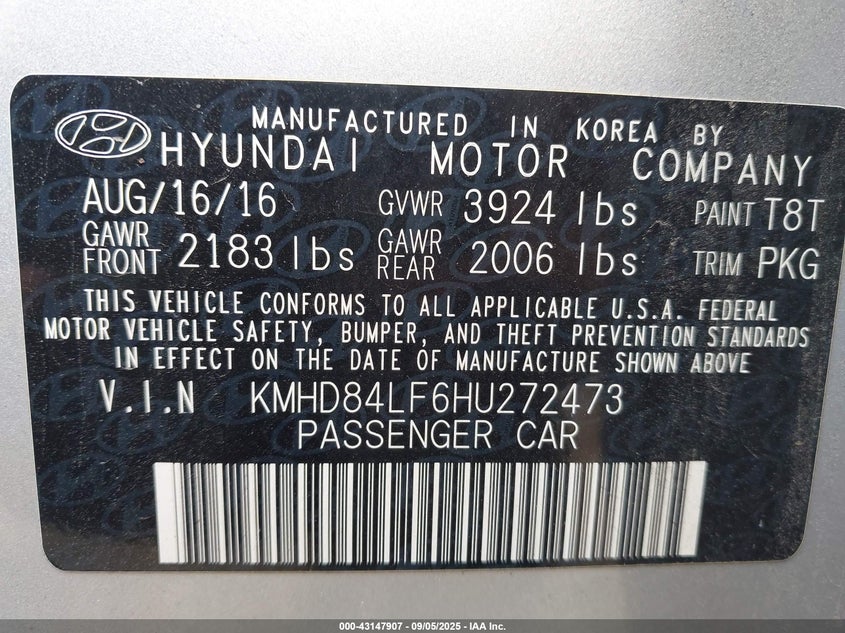 MANUFACTURED IN KOREA BY
HYUNDAI MOTOR COMPANY
AUG/16/16 GVWR 3924 lbs PAINT T8T
GAWR FRONT 2183 lbs GAWR REAR 2006 lbs TRIM PKG
THIS VEHICLE CONFORMS TO ALL APPLICABLE U.S.A. FEDERAL
MOTOR VEHICLE SAFETY, BUMPER, AND THEFT PREVENTION STANDARDS
IN EFFECT ON THE DATE OF MANUFACTURE SHOWN ABOVE
V.I.N KMHD84LF6HU272473
PASSENGER CAR
000-43147907 - 09/05/2025 - IAA Inc.